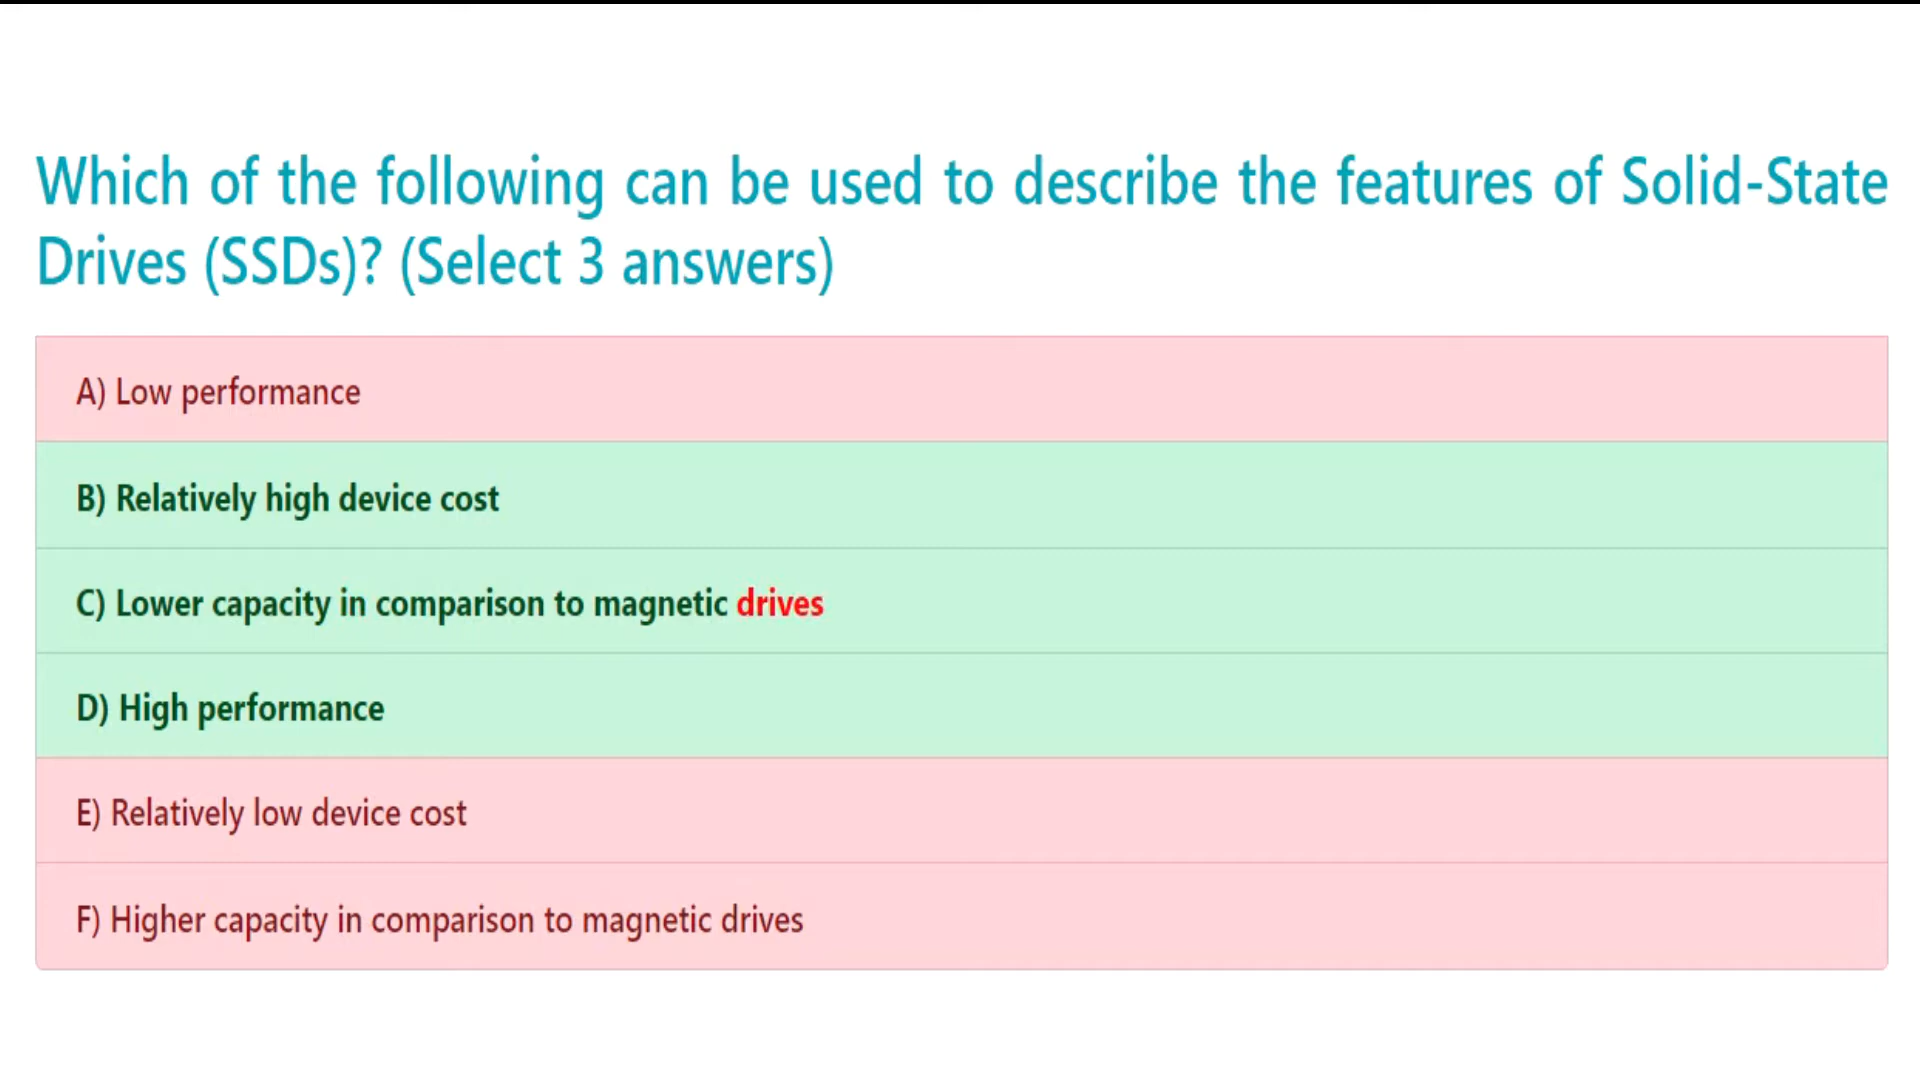 Which of the following can be used to describe the features of Solid-State
Drives (SSDs)? (Select 3 answers)
A) Low performance
B) Relatively high device cost
C) Lower capacity in comparison to magnetic drives
D) High performance
E) Relatively low device cost
F) Higher capacity in comparison to magnetic drives